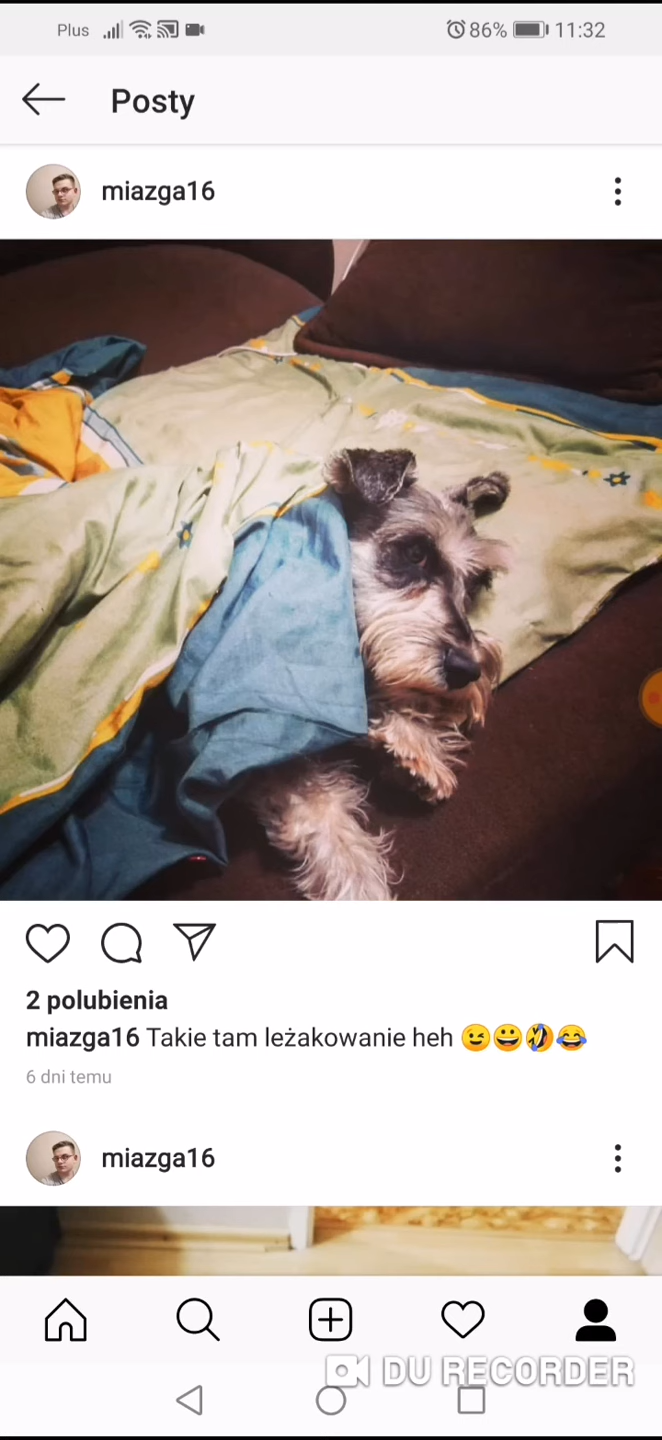 Plus 86% 11:32
Posty
miazga16
2 polubienia
miazga16 Takie tam leżakowanie heh 😉😀🤣😂
6 dni temu
miazga16
DU RECORDER